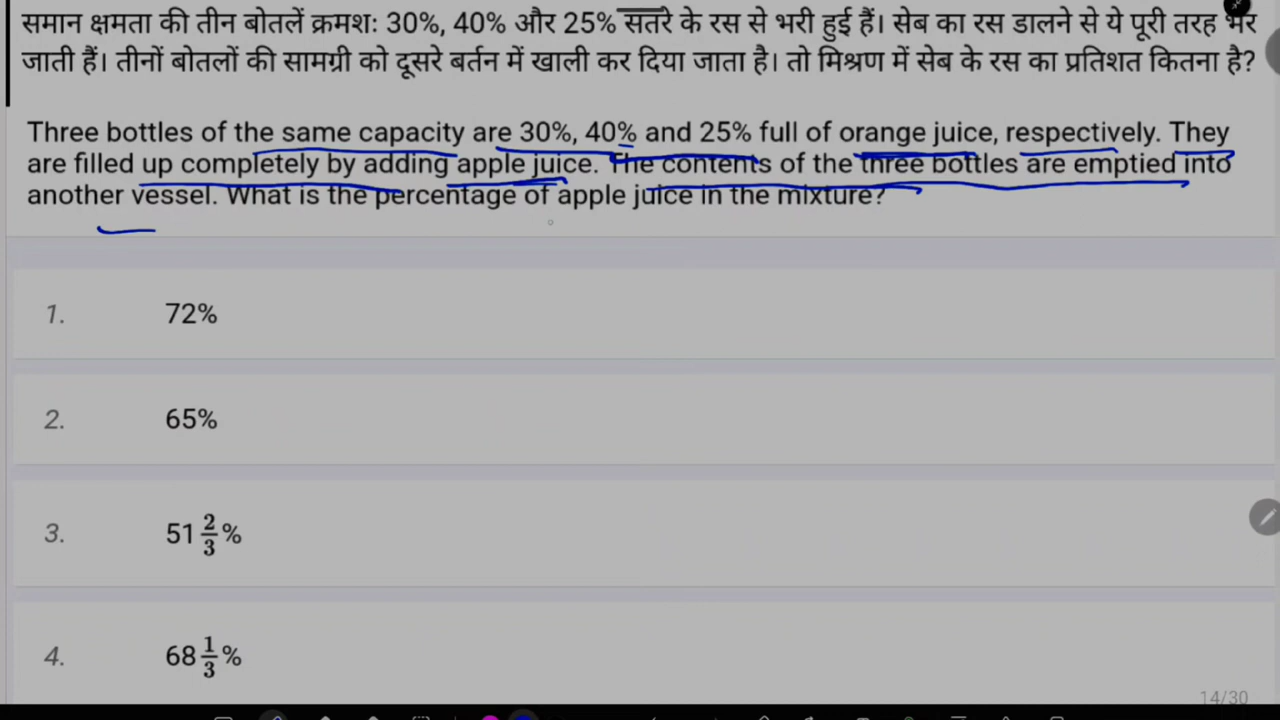 समान क्षमता की तीन बोतलें क्रमशः 30%, 40% और 25% संतरे के रस से भरी हुई हैं। सेब का रस डालने से ये पूरी तरह भर
जाती हैं। तीनों बोतलों की सामग्री को दूसरे बर्तन में खाली कर दिया जाता है। तो मिश्रण में सेब के रस का प्रतिशत कितना है?
Three bottles of the same capacity are 30%, 40% and 25% full of orange juice, respectively. They
are filled up completely by adding apple juice. The contents of the three bottles are emptied into
another vessel. What is the percentage of apple juice in the mixture?
1. 72%
2. 65%
3. 51 2/3 %
4. 68 1/3 %
14/30